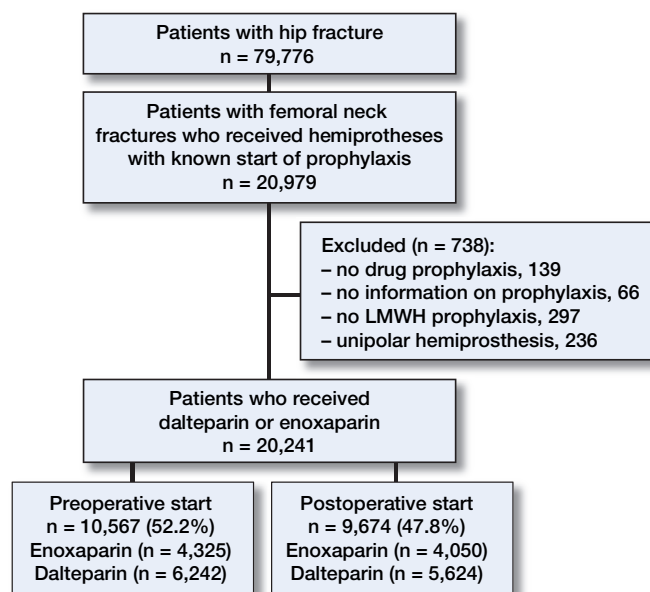 Patients with hip fracture
n = 79,776
Patients with femoral neck
fractures who received hemiprotheses
with known start of prophylaxis
n = 20,979
Excluded (n = 738):
– no drug prophylaxis, 139
– no information on prophylaxis, 66
– no LMWH prophylaxis, 297
– unipolar hemiprosthesis, 236
Patients who received
dalteparin or enoxaparin
n = 20,241
Preoperative start
n = 10,567 (52.2%)
Enoxaparin (n = 4,325)
Dalteparin (n = 6,242)
Postoperative start
n = 9,674 (47.8%)
Enoxaparin (n = 4,050)
Dalteparin (n = 5,624)